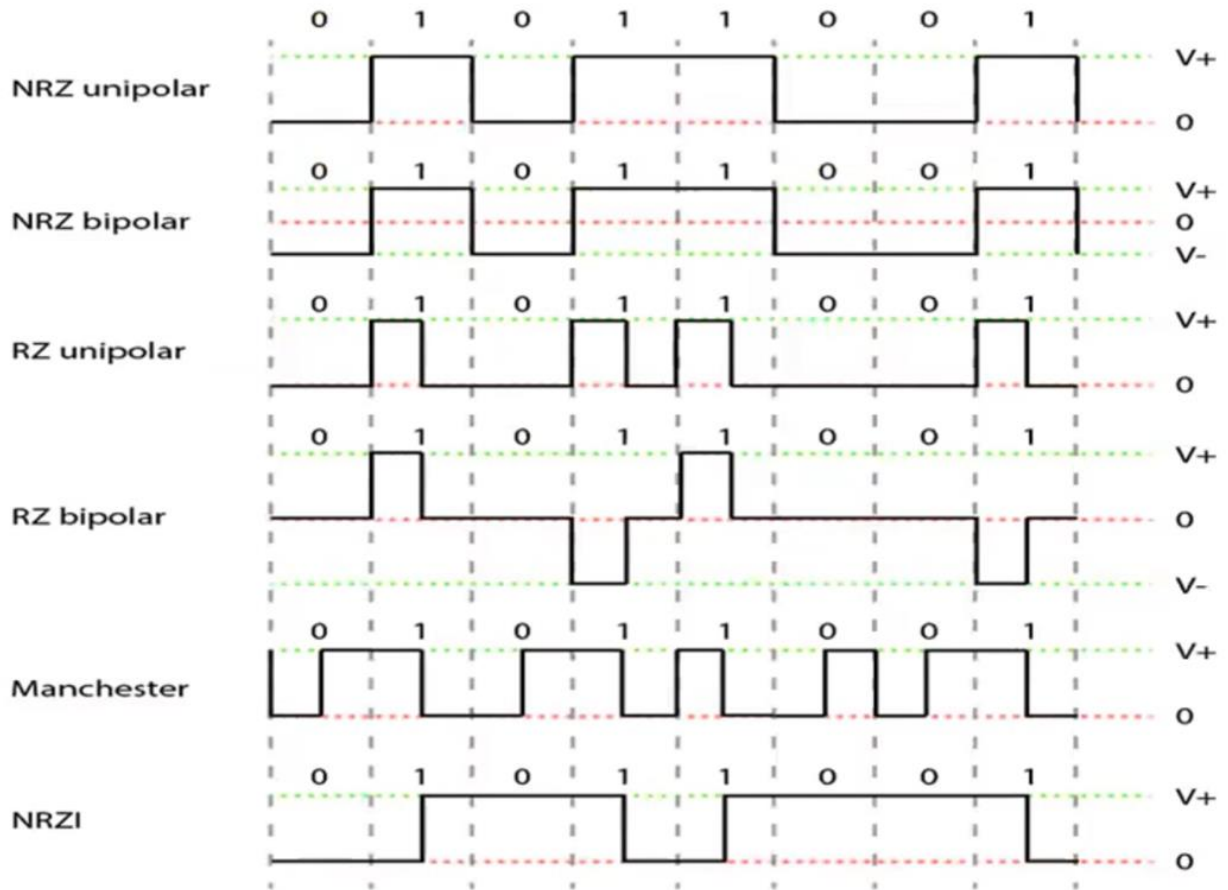 0 1 0 1 1 0 0 1
V+
NRZ unipolar
0
0 1 0 1 1 0 0 1
V+
NRZ bipolar 0
V-
0 1 0 1 1 0 0 1
V+
RZ unipolar
0
0 1 0 1 1 0 0 1
V+
RZ bipolar 0
V-
0 1 0 1 1 0 0 1
V+
Manchester
0
0 1 0 1 1 0 0 1
V+
NRZI
0